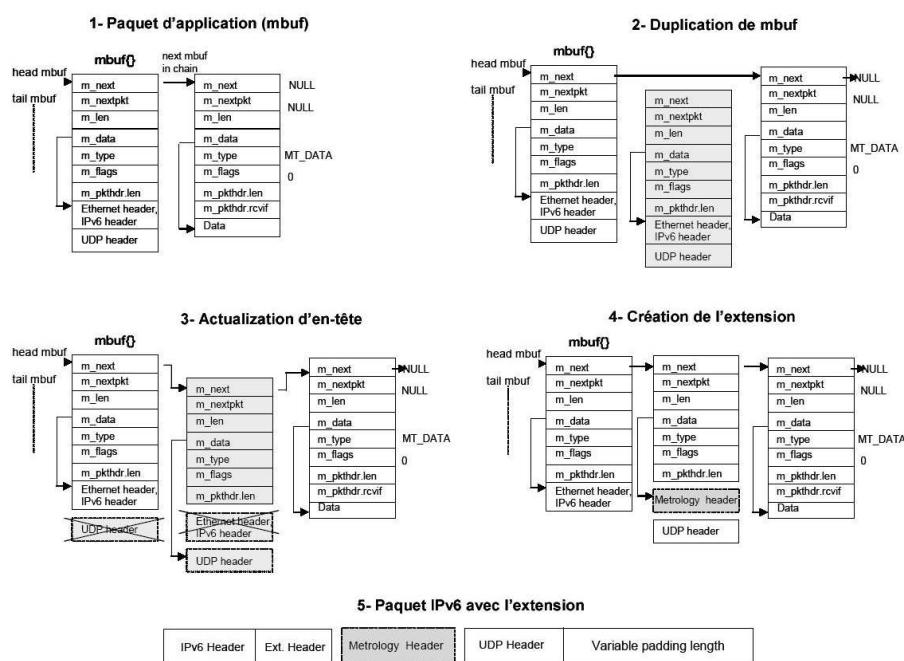 1- Paquet d'application (mbuf)
mbuf{}
next mbuf
in chain
head mbuf
tail mbuf
m_next
m_nextpkt
m_len
m_data
m_type
m_flags
m_pkthdr.len
Ethernet header,
IPv6 header
UDP header
m_next
m_nextpkt
m_len
m_data
m_type
m_flags
m_pkthdr.len
m_pkthdr.rcvif
Data
NULL
NULL
MT_DATA
0
2- Duplication de mbuf
mbuf{}
head mbuf
tail mbuf
m_next
m_nextpkt
m_len
m_data
m_type
m_flags
m_pkthdr.len
Ethernet header,
IPv6 header
UDP header
m_next
m_nextpkt
m_len
m_data
m_type
m_flags
m_pkthdr.len
Ethernet header,
IPv6 header
UDP header
m_next
m_nextpkt
m_len
m_data
m_type
m_flags
m_pkthdr.len
m_pkthdr.rcvif
Data
NULL
NULL
MT_DATA
0
3- Actualization d'en-tête
mbuf{}
head mbuf
tail mbuf
m_next
m_nextpkt
m_len
m_data
m_type
m_flags
m_pkthdr.len
Ethernet header,
IPv6 header
UDP header
m_next
m_nextpkt
m_len
m_data
m_type
m_flags
m_pkthdr.len
Ethernet header,
IPv6 header
UDP header
m_next
m_nextpkt
m_len
m_data
m_type
m_flags
m_pkthdr.len
m_pkthdr.rcvif
Data
NULL
NULL
MT_DATA
0
4- Création de l'extension
mbuf{}
head mbuf
tail mbuf
m_next
m_nextpkt
m_len
m_data
m_type
m_flags
m_pkthdr.len
Ethernet header,
IPv6 header
m_next
m_nextpkt
m_len
m_data
m_type
m_flags
m_pkthdr.len
Metrology header
UDP header
m_next
m_nextpkt
m_len
m_data
m_type
m_flags
m_pkthdr.len
m_pkthdr.rcvif
Data
NULL
NULL
MT_DATA
0
5- Paquet IPv6 avec l'extension
IPv6 Header
Ext. Header
Metrology Header
UDP Header
Variable padding length